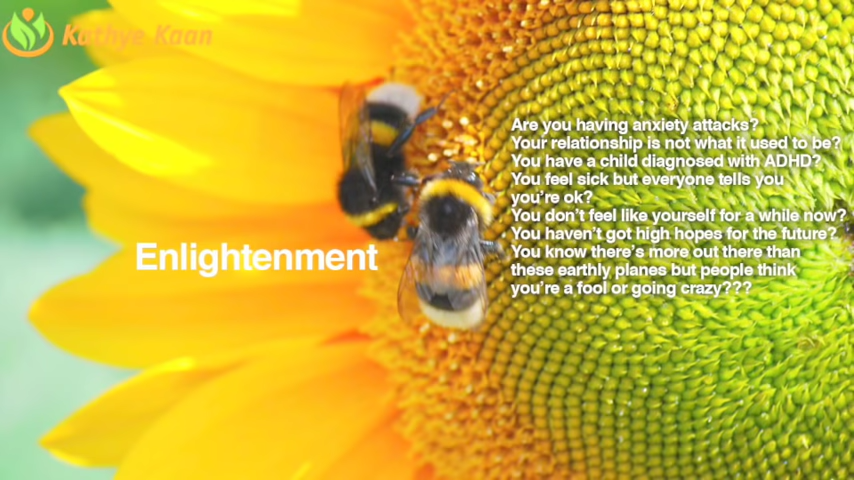 Kathye Kaan
Enlightenment
Are you having anxiety attacks?
Your relationship is not what it used to be?
You have a child diagnosed with ADHD?
You feel sick but everyone tells you
you're ok?
You don't feel like yourself for a while now?
You haven't got high hopes for the future?
You know there's more out there than
these earthly planes but people think
you're a fool or going crazy???